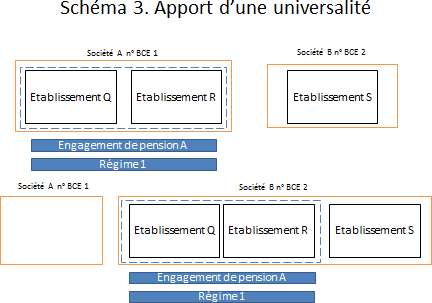 Schéma 3. Apport d'une universalité
Société A n° BCE 1
Société B n° BCE 2
Etablissement Q
Etablissement R
Etablissement S
Engagement de pension A
Régime 1
Société A n° BCE 1
Société B n° BCE 2
Etablissement Q
Etablissement R
Etablissement S
Engagement de pension A
Régime 1